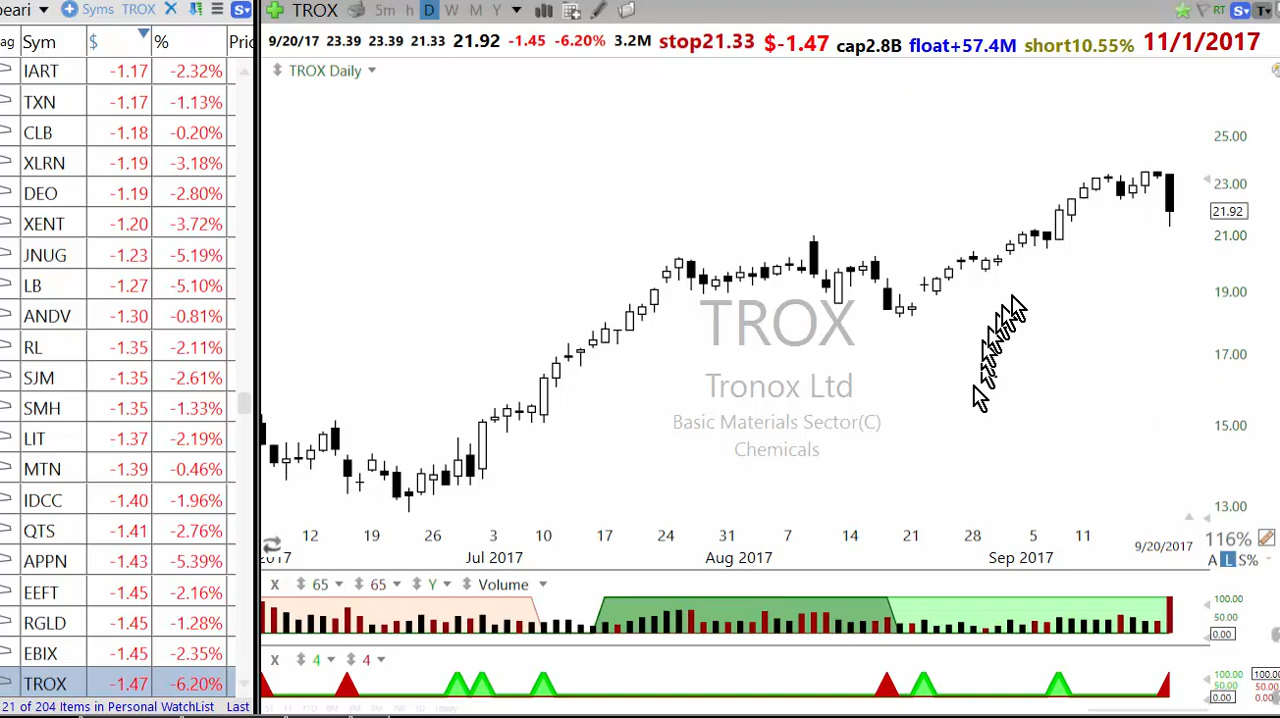 eari Syms TROX
TROX 5m h D W M Y
RT S T
ag Sym $ % Pric
IART -1.17 -2.32%
TXN -1.17 -1.13%
CLB -1.18 -0.20%
XLRN -1.19 -3.18%
DEO -1.19 -2.80%
XENT -1.20 -3.72%
JNUG -1.23 -5.19%
LB -1.27 -5.10%
ANDV -1.30 -0.81%
RL -1.35 -2.11%
SJM -1.35 -2.61%
SMH -1.35 -1.33%
LIT -1.37 -2.19%
MTN -1.39 -0.46%
IDCC -1.40 -1.96%
QTS -1.41 -2.76%
APPN -1.43 -5.39%
EEFT -1.45 -2.16%
RGLD -1.45 -1.28%
EBIX -1.45 -2.35%
TROX -1.47 -6.20%
21 of 204 Items in Personal WatchList Last
9/20/17 23.39 23.39 21.33 21.92 -1.45 -6.20% 3.2M stop21.33 $-1.47 cap2.8B float+57.4M short10.55% 11/1/2017
TROX Daily
25.00
23.00
21.92
21.00
19.00
17.00
15.00
13.00
TROX
Tronox Ltd
Basic Materials Sector(C)
Chemicals
12 19 26 3 10 17 24 31 7 14 21 28 5 11
2017 Jul 2017 Aug 2017 Sep 2017 9/20/2017
116%
A L S%
X 65 65 Y Volume
100.00
50.00
0.00
X 4 4
100.00 100.00
50.00 50.00
0.00 0.00